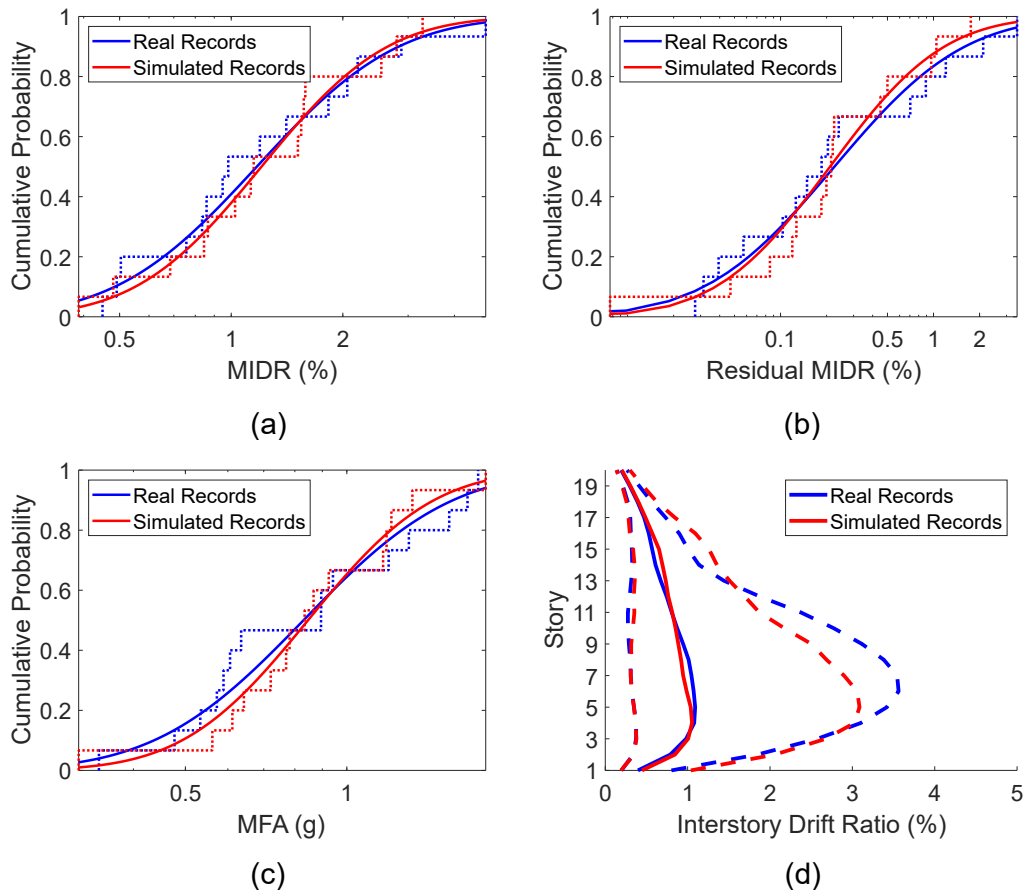 1
0.8
0.6
0.4
0.2
0
Cumulative Probability
Real Records
Simulated Records
0.5
1
2
MIDR (%)
(a)
1
0.8
0.6
0.4
0.2
0
Cumulative Probability
Real Records
Simulated Records
0.1
0.5
1
2
Residual MIDR (%)
(b)
1
0.8
0.6
0.4
0.2
0
Cumulative Probability
Real Records
Simulated Records
0.5
1
MFA (g)
(c)
19
17
15
13
11
9
7
5
3
1
Story
Real Records
Simulated Records
0
1
2
3
4
5
Interstory Drift Ratio (%)
(d)